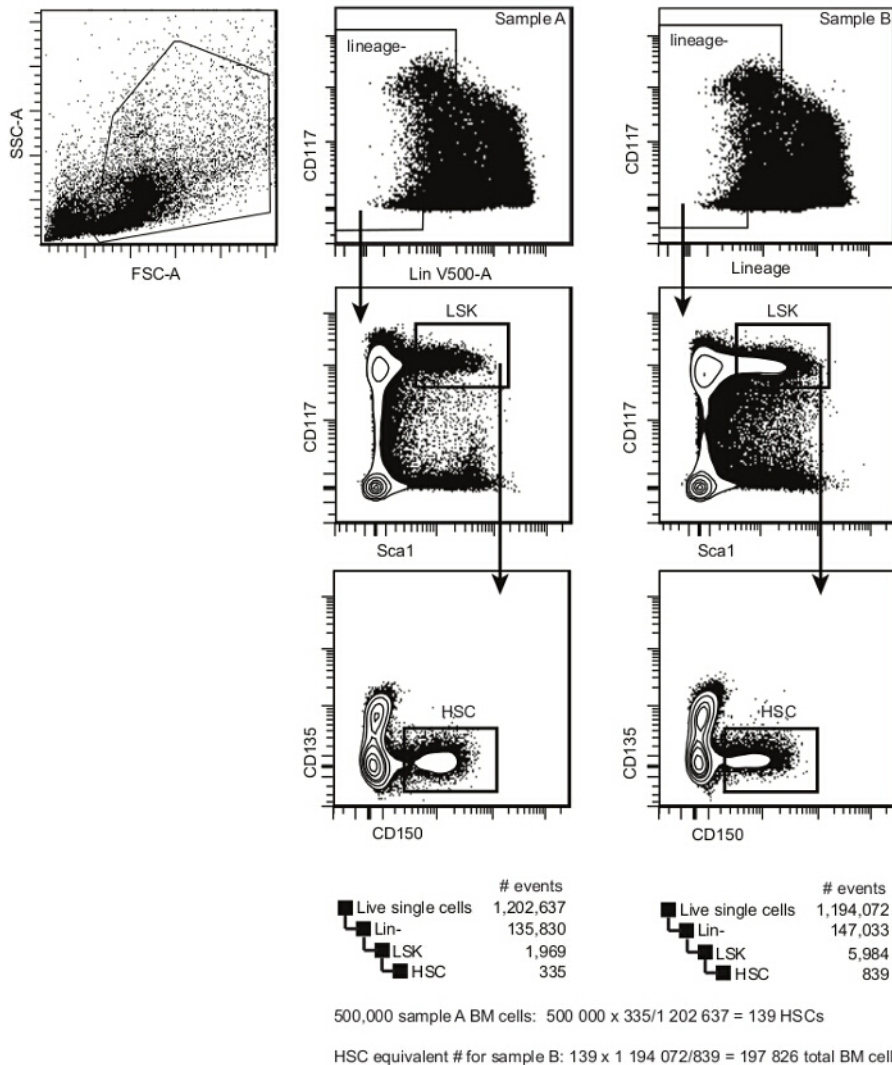 Sample A
lineage-
CD117
Lin V500-A
Sample B
lineage-
CD117
Lineage
SSC-A
FSC-A
LSK
CD117
Sca1
LSK
CD117
Sca1
HSC
CD135
CD150
HSC
CD135
CD150
# events
Live single cells 1,202,637
Lin- 135,830
LSK 1,969
HSC 335
# events
Live single cells 1,194,072
Lin- 147,033
LSK 5,984
HSC 839
500,000 sample A BM cells: 500 000 x 335/1 202 637 = 139 HSCs
HSC equivalent # for sample B: 139 x 1 194 072/839 = 197 826 total BM cell